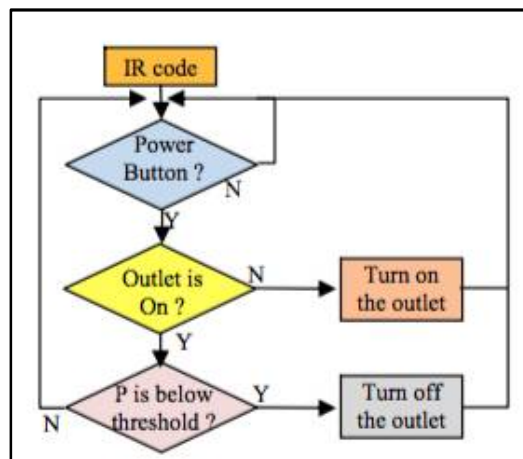 IR code
Power
Button ?
N
Y
Outlet is
On ?
N
Turn on
the outlet
Y
P is below
threshold ?
N
Y
Turn off
the outlet